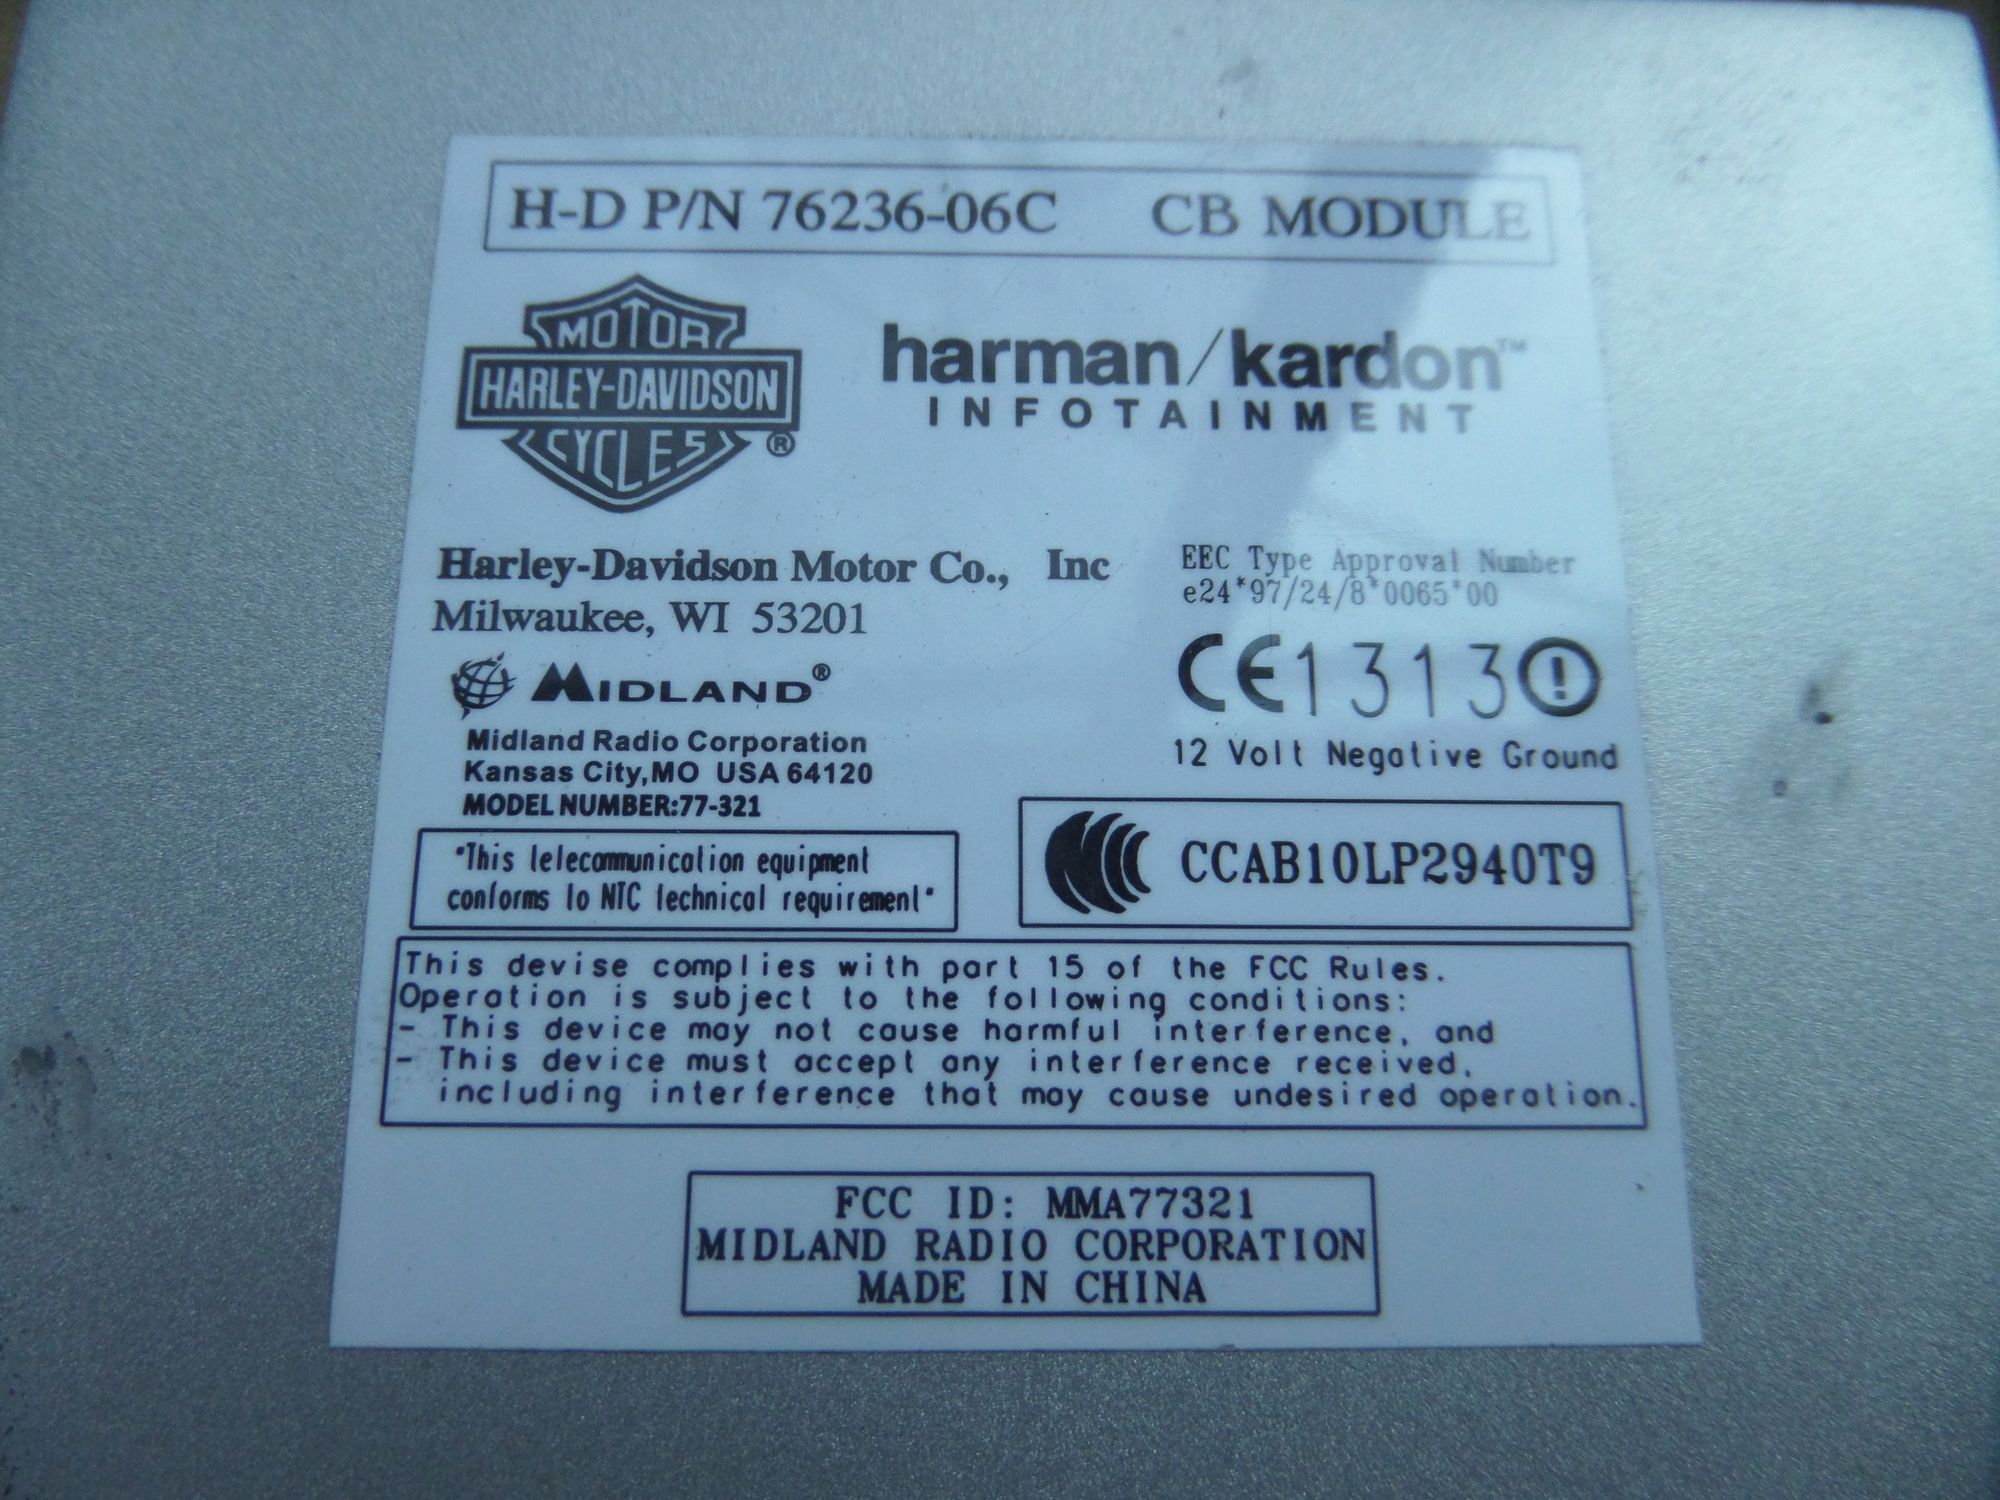 H-D P/N 76236-06C CB MODULE
MOTOR
HARLEY-DAVIDSON
CYCLES ®
harman/kardon™
INFOTAINMENT
Harley-Davidson Motor Co., Inc
Milwaukee, WI 53201
EEC Type Approval Number
e24*97/24/8*0065*00
CE1313
12 Volt Negative Ground
MIDLAND®
Midland Radio Corporation
Kansas City,MO USA 64120
MODEL NUMBER:77-321
"This telecommunication equipment
conforms to NTC technical requirement"
CCAB10LP2940T9
This devise complies with part 15 of the FCC Rules.
Operation is subject to the following conditions:
- This device may not cause harmful interference, and
- This device must accept any interference received,
including interference that may cause undesired operation.
FCC ID: MMA77321
MIDLAND RADIO CORPORATION
MADE IN CHINA